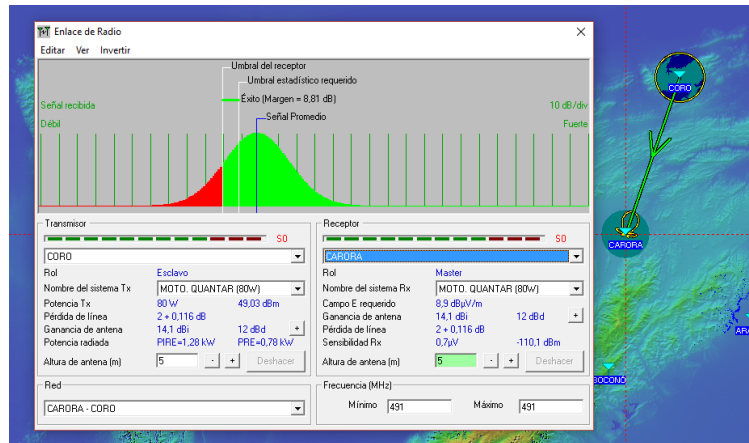 Enlace de Radio
Editar Ver Invertir
Umbral del receptor
Umbral estadístico requerido
Éxito (Margen = 8,81 dB)
Señal recibida
10 dB/div
Señal Promedio
Débil
Fuerte
CORO
Transmisor
S0
CORO
Rol Esclavo
Nombre del sistema Tx MOTO. QUANTAR (80W)
Potencia Tx 80 W 49,03 dBm
Pérdida de línea 2 + 0,116 dB
Ganancia de antena 14,1 dBi 12 dBd +
Potencia radiada PIRE=1,28 kW PRE=0,78 kW
Altura de antena (m) 5 - + Deshacer
Red
CARORA - CORO
Receptor
S0
CARORA
Rol Master
Nombre del sistema Rx MOTO. QUANTAR (80W)
Campo E requerido 8,9 dBµV/m
Ganancia de antena 14,1 dBi 12 dBd +
Pérdida de línea 2 + 0,116 dB
Sensibilidad Rx 0,7µV -110,1 dBm
Altura de antena (m) 5 - + Deshacer
Frecuencia (MHz)
Mínimo 491 Máximo 491
CARORA
ARA
BOCONÓ